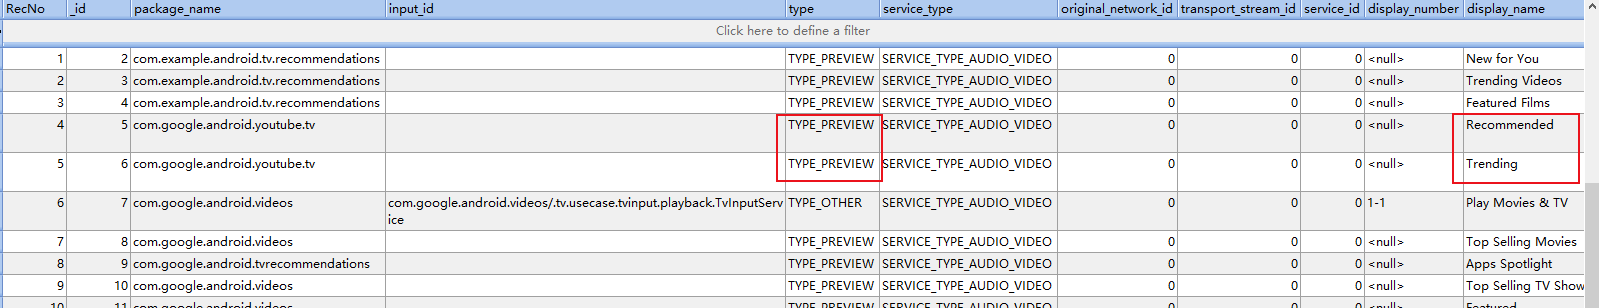 RecNo _id package_name input_id type service_type original_network_id transport_stream_id service_id display_number display_name
Click here to define a filter
1 2 com.example.android.tv.recommendations TYPE_PREVIEW SERVICE_TYPE_AUDIO_VIDEO 0 0 0 <null> New for You
2 3 com.example.android.tv.recommendations TYPE_PREVIEW SERVICE_TYPE_AUDIO_VIDEO 0 0 0 <null> Trending Videos
3 4 com.example.android.tv.recommendations TYPE_PREVIEW SERVICE_TYPE_AUDIO_VIDEO 0 0 0 <null> Featured Films
4 5 com.google.android.youtube.tv TYPE_PREVIEW SERVICE_TYPE_AUDIO_VIDEO 0 0 0 <null> Recommended
5 6 com.google.android.youtube.tv TYPE_PREVIEW SERVICE_TYPE_AUDIO_VIDEO 0 0 0 <null> Trending
6 7 com.google.android.videos com.google.android.videos/.tv.usecase.tvinput.playback.TvInputServ TYPE_OTHER SERVICE_TYPE_AUDIO_VIDEO 0 0 0 1-1 Play Movies & TV
ice
7 8 com.google.android.videos TYPE_PREVIEW SERVICE_TYPE_AUDIO_VIDEO 0 0 0 <null> Top Selling Movies
8 9 com.google.android.tvrecommendations TYPE_PREVIEW SERVICE_TYPE_AUDIO_VIDEO 0 0 0 <null> Apps Spotlight
9 10 com.google.android.videos TYPE_PREVIEW SERVICE_TYPE_AUDIO_VIDEO 0 0 0 <null> Top Selling TV Show
10 11 com.google.android.videos TYPE_PREVIEW SERVICE_TYPE_AUDIO_VIDEO 0 0 0 <null> Featured